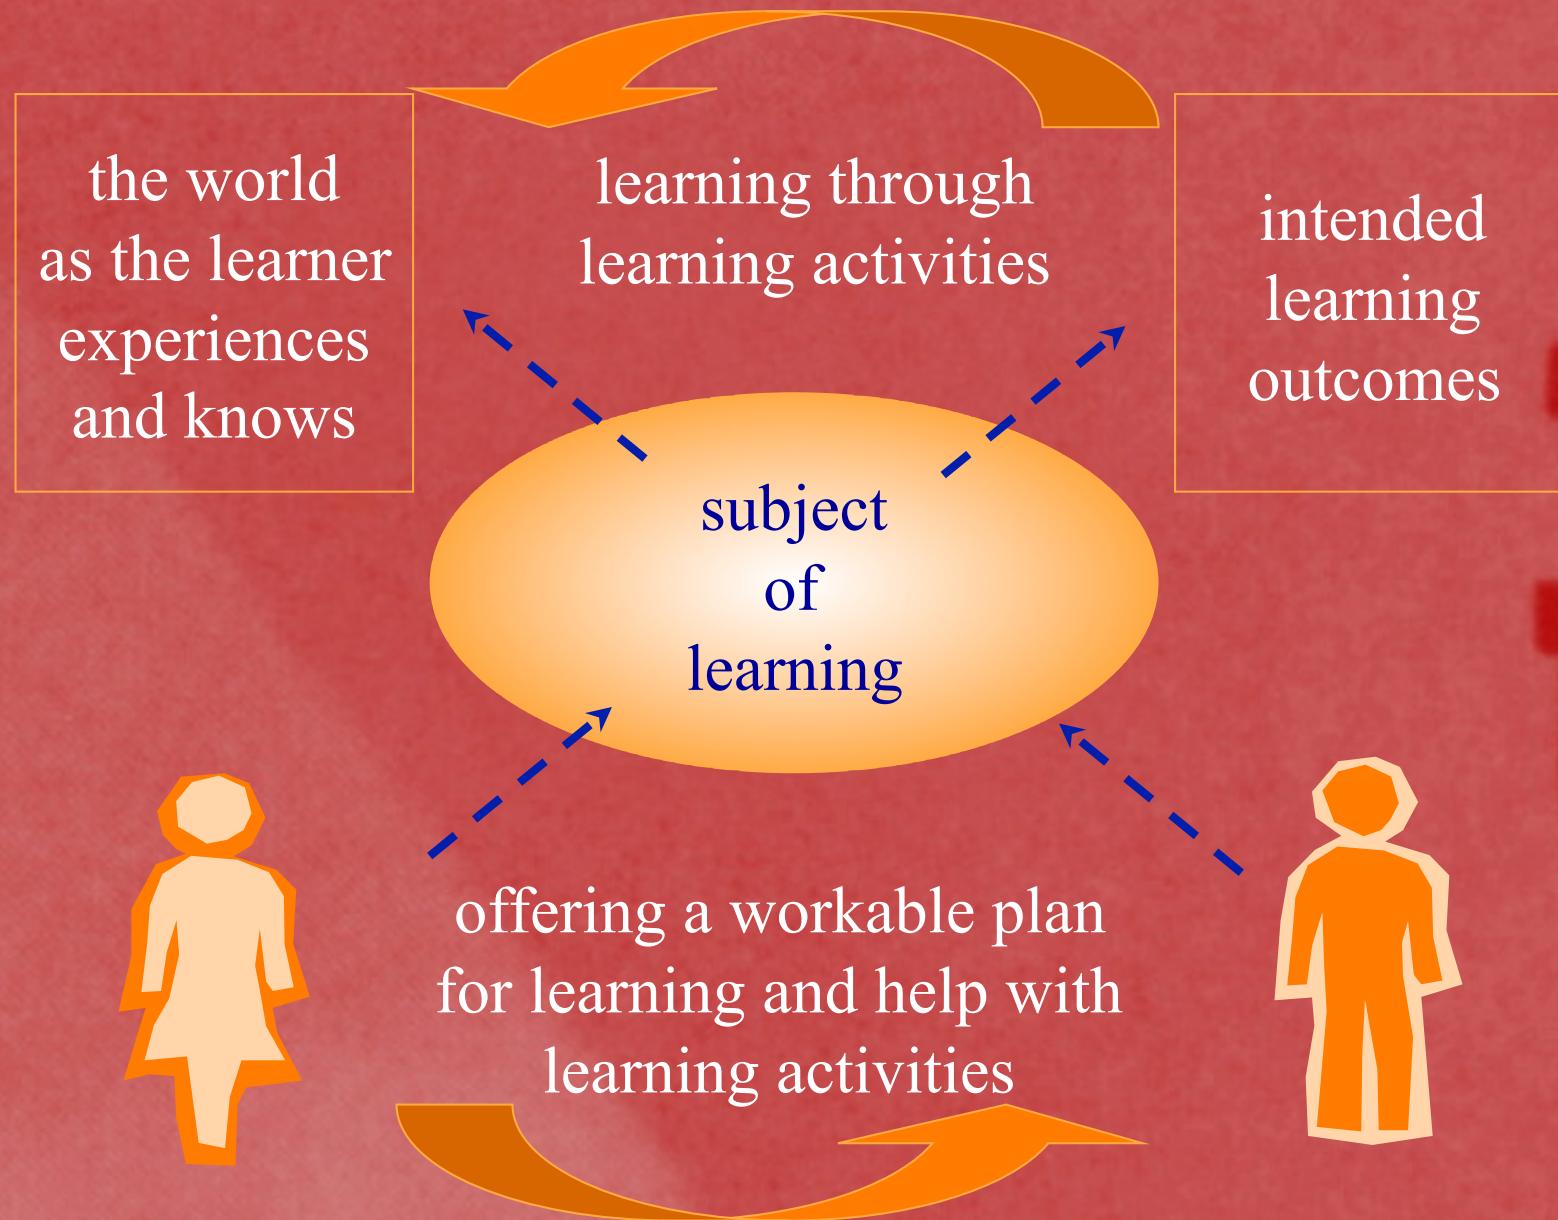 the world
as the learner
experiences
and knows
learning through
learning activities
intended
learning
outcomes
subject
of
learning
offering a workable plan
for learning and help with
learning activities